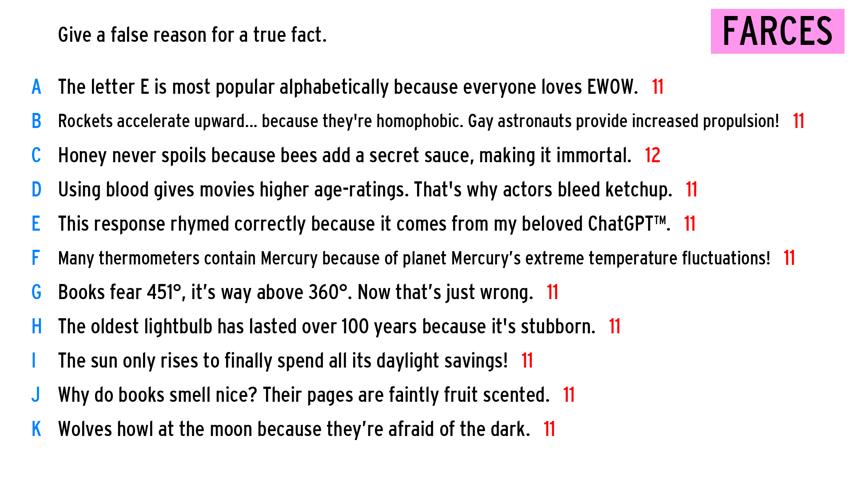 Give a false reason for a true fact.
FARCES
A The letter E is most popular alphabetically because everyone loves EWOW. 11
B Rockets accelerate upward... because they're homophobic. Gay astronauts provide increased propulsion! 11
C Honey never spoils because bees add a secret sauce, making it immortal. 12
D Using blood gives movies higher age-ratings. That's why actors bleed ketchup. 11
E This response rhymed correctly because it comes from my beloved ChatGPT™. 11
F Many thermometers contain Mercury because of planet Mercury’s extreme temperature fluctuations! 11
G Books fear 451°, it’s way above 360°. Now that’s just wrong. 11
H The oldest lightbulb has lasted over 100 years because it's stubborn. 11
I The sun only rises to finally spend all its daylight savings! 11
J Why do books smell nice? Their pages are faintly fruit scented. 11
K Wolves howl at the moon because they’re afraid of the dark. 11